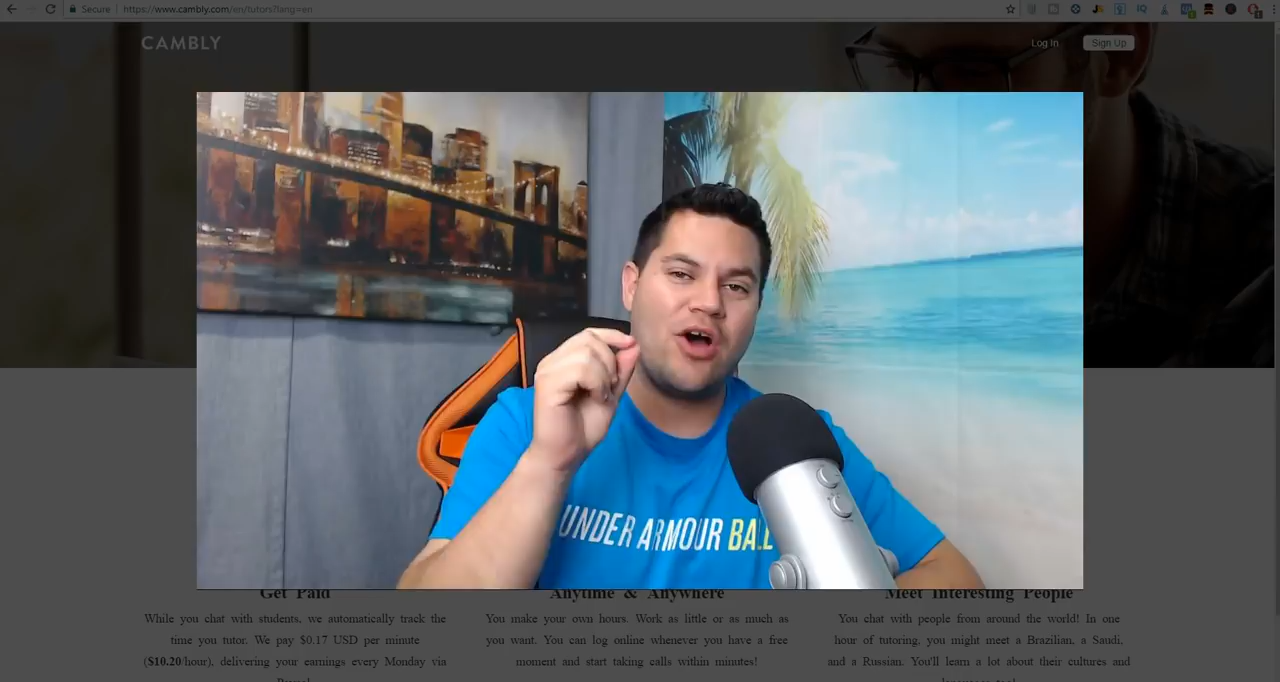 Secure https://www.cambly.com/en/tutors?lang=en
CAMBLY
Log In
Sign Up
UNDER ARMOUR BALL
Get Paid
While you chat with students, we automatically track the
time you tutor. We pay $0.17 USD per minute
($10.20/hour), delivering your earnings every Monday via
Anytime & Anywhere
You make your own hours. Work as little or as much as
you want. You can log online whenever you have a free
moment and start taking calls within minutes!
Meet Interesting People
You chat with people from around the world! In one
hour of tutoring, you might meet a Brazilian, a Saudi,
and a Russian. You'll learn a lot about their cultures and